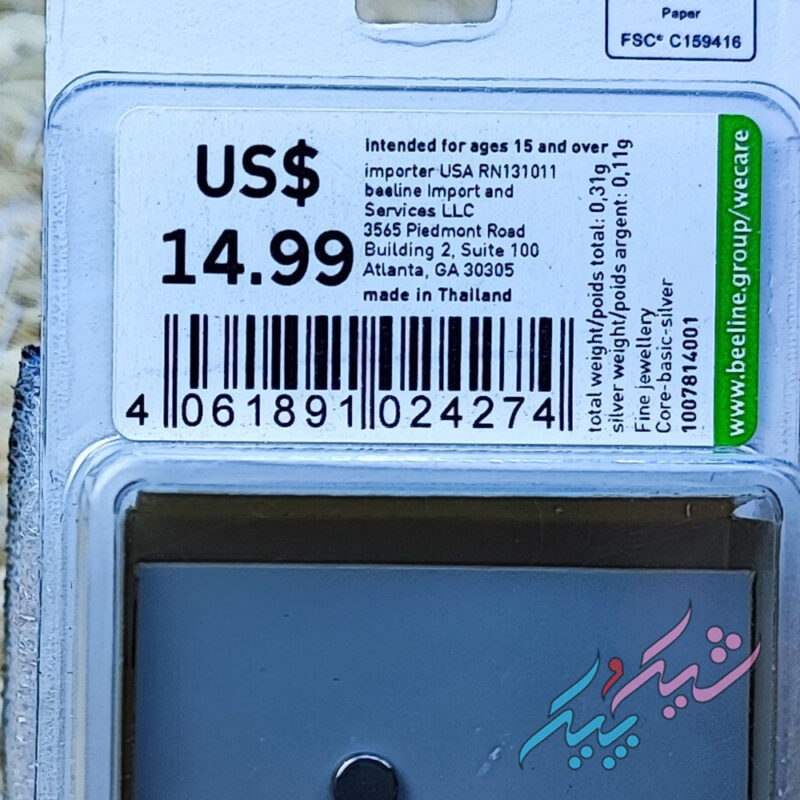 Paper
FSC® C159416
US$
14.99
intended for ages 15 and over
importer USA RN131011
beeline Import and
Services LLC
3565 Piedmont Road
Building 2, Suite 100
Atlanta, GA 30305
made in Thailand
4 061891 024274
total weight/poids total: 0,31g
silver weight/poids argent: 0,11g
Fine Jewellery
Core-basic-silver
1007814001
www.beeline.group/wecare
شیک و پیک